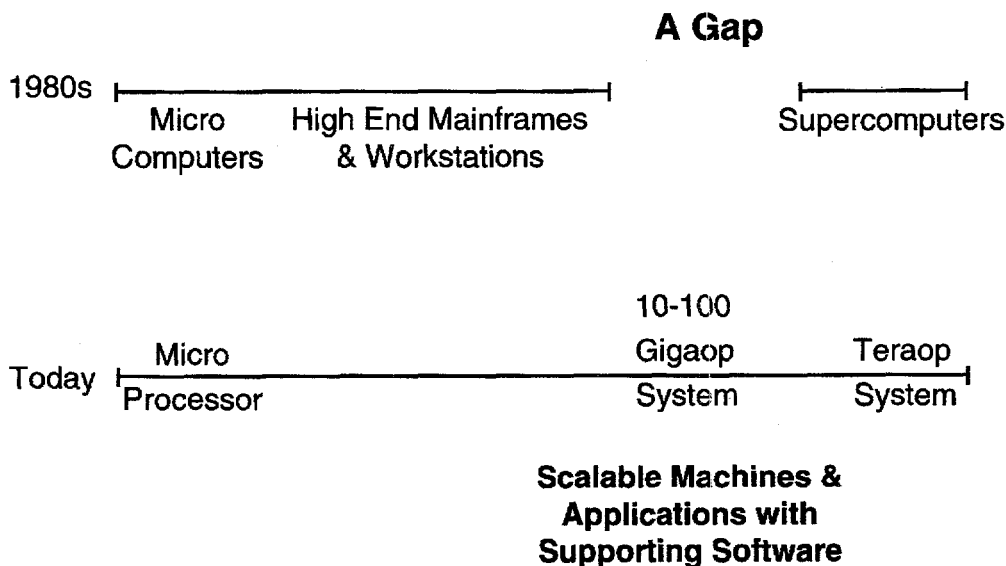 A Gap
1980s
Micro
Computers
High End Mainframes
& Workstations
Supercomputers
Today
Micro
Processor
10-100
Gigaop
System
Teraop
System
Scalable Machines &
Applications with
Supporting Software